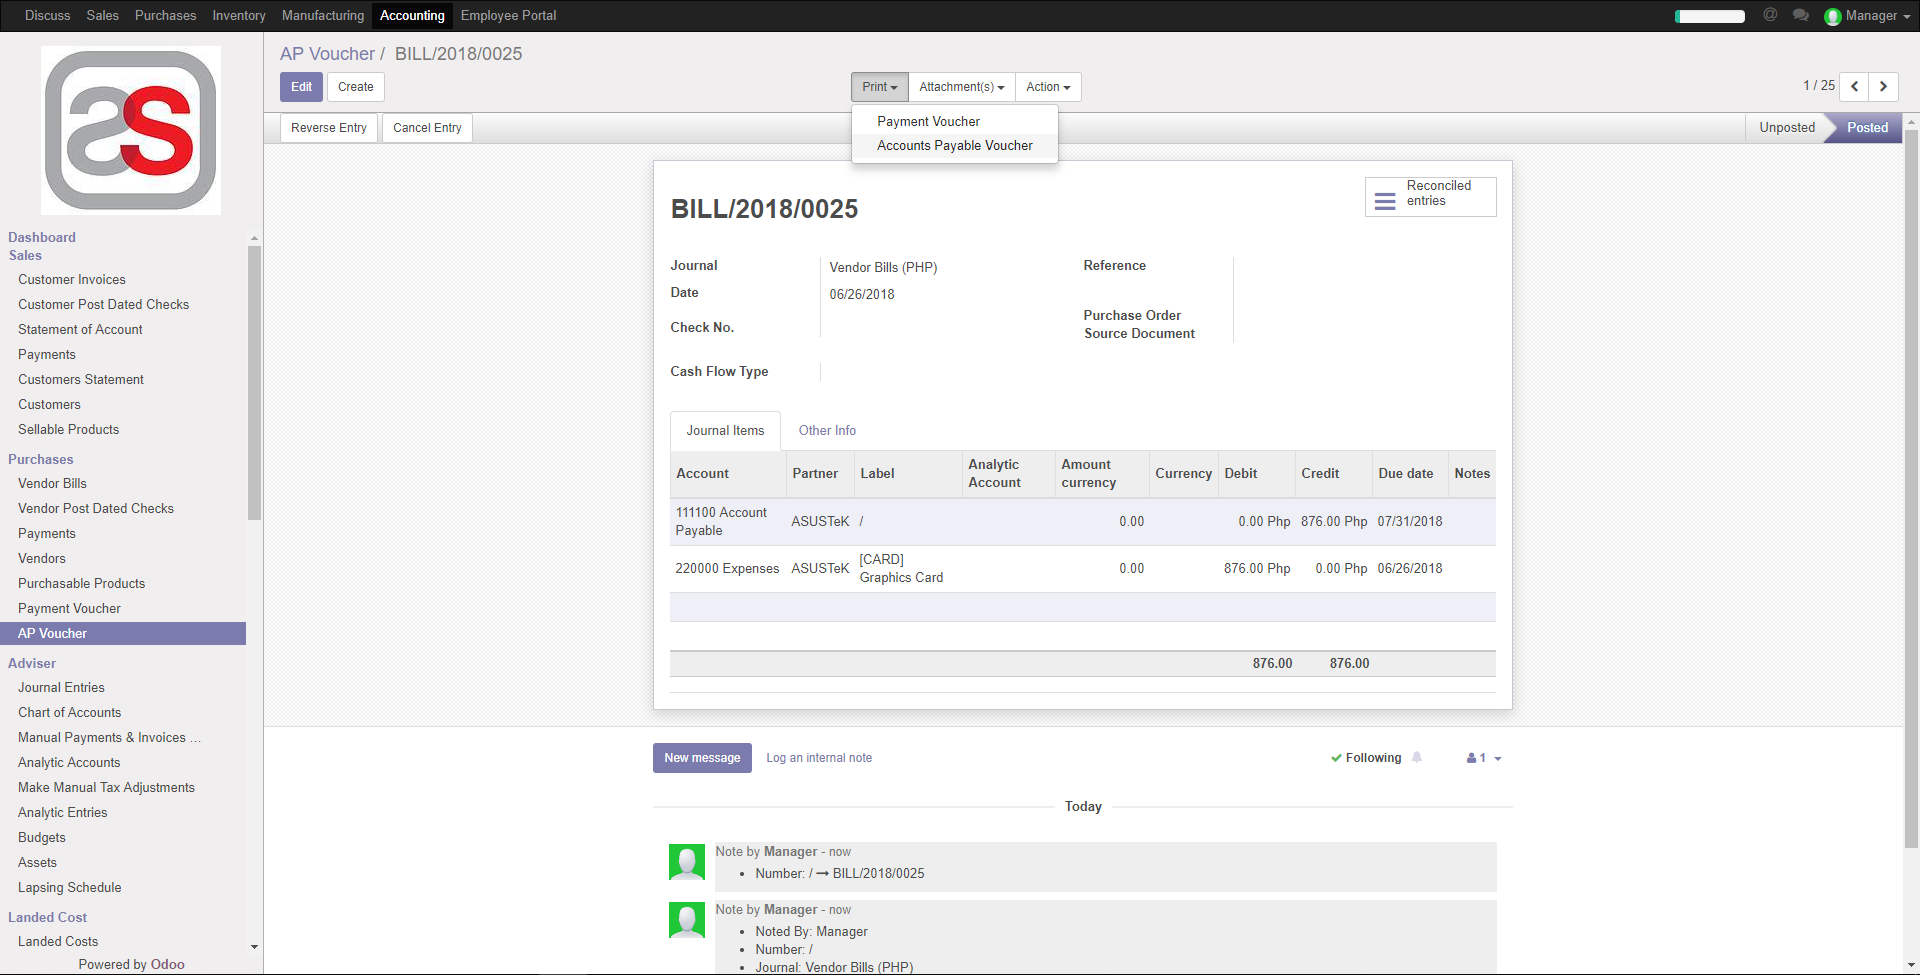 Discuss Sales Purchases Inventory Manufacturing Accounting Employee Portal @ Manager
AP Voucher / BILL/2018/0025
Edit Create Print Attachment(s) Action 1 / 25
Reverse Entry Cancel Entry Unposted Posted
Payment Voucher
Accounts Payable Voucher
Dashboard
Sales
Customer Invoices
Customer Post Dated Checks
Statement of Account
Payments
Customers Statement
Customers
Sellable Products
Purchases
Vendor Bills
Vendor Post Dated Checks
Payments
Vendors
Purchasable Products
Payment Voucher
AP Voucher
Adviser
Journal Entries
Chart of Accounts
Manual Payments & Invoices ...
Analytic Accounts
Make Manual Tax Adjustments
Analytic Entries
Budgets
Assets
Lapsing Schedule
Landed Cost
Landed Costs
Powered by Odoo
BILL/2018/0025
Reconciled
entries
Journal Vendor Bills (PHP)
Date 06/26/2018
Check No.
Cash Flow Type
Reference
Purchase Order
Source Document
Journal Items Other Info
Account Partner Label Analytic Account Amount currency Currency Debit Credit Due date Notes
111100 Account Payable ASUSTeK / 0.00 0.00 Php 876.00 Php 07/31/2018
220000 Expenses ASUSTeK [CARD] Graphics Card 0.00 876.00 Php 0.00 Php 06/26/2018
876.00 876.00
New message Log an internal note Following 1
Today
Note by Manager - now
• Number: / → BILL/2018/0025
Note by Manager - now
• Noted By: Manager
• Number: /
• Journal: Vendor Bills (PHP)